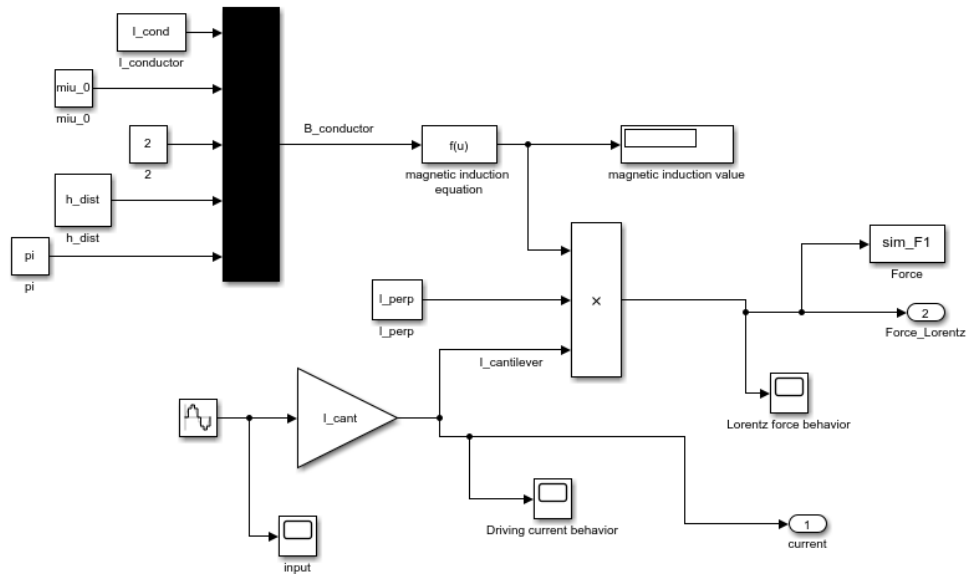 I_cond
I_conductor
miu_0
miu_0
2
2
h_dist
h_dist
pi
pi
B_conductor
f(u)
magnetic induction
equation
magnetic induction value
l_perp
l_perp
×
sim_F1
Force
2
Force_Lorentz
I_cantilever
Lorentz force behavior
I_cant
Driving current behavior
1
current
input